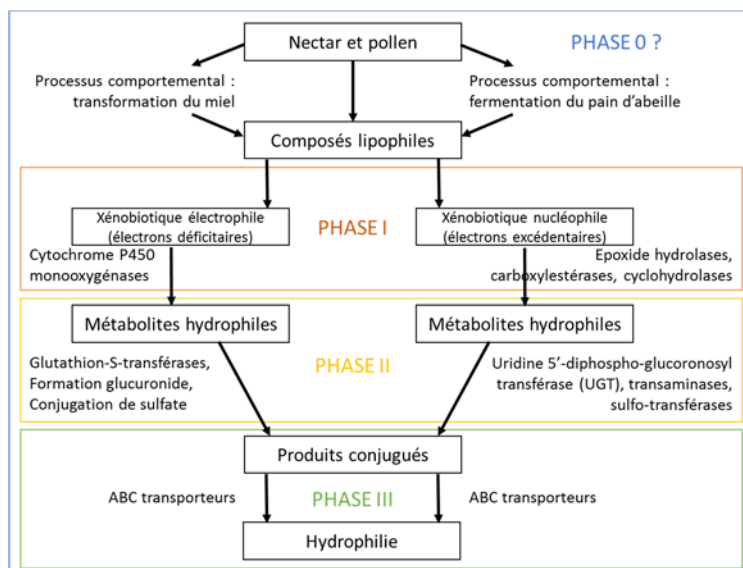 Nectar et pollen
PHASE 0 ?
Processus comportemental :
transformation du miel
Processus comportemental :
fermentation du pain d'abeille
Composés lipophiles
Xénobiotique électrophile
(électrons déficitaires)
PHASE I
Xénobiotique nucléophile
(électrons excédentaires)
Cytochrome P450
monooxygénases
Epoxide hydrolases,
carboxylestérases, cyclohydrolases
Métabolites hydrophiles
Métabolites hydrophiles
Glutathion-S-transférases,
Formation glucuronide,
Conjugation de sulfate
PHASE II
Uridine 5'-diphospho-glucoronosyl
transférase (UGT), transaminases,
sulfo-transférases
Produits conjugués
ABC transporteurs
PHASE III
ABC transporteurs
Hydrophilie